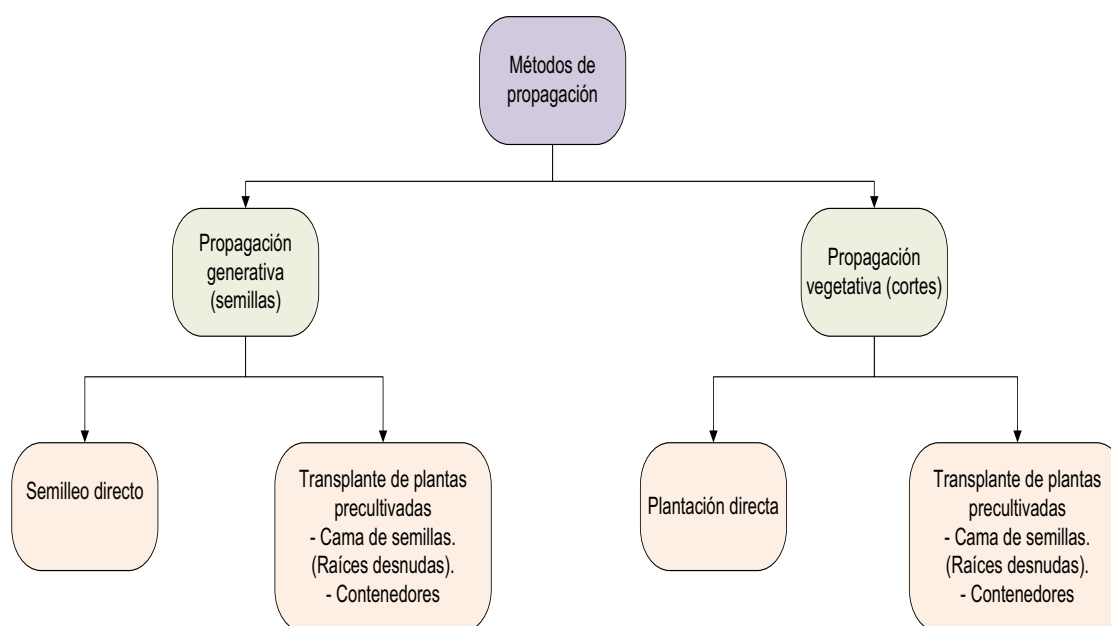 Métodos de
propagación
Propagación
generativa
(semillas)
Propagación
vegetativa (cortes)
Semilleo directo
Transplante de plantas
precultivadas
- Cama de semillas.
(Raíces desnudas).
- Contenedores
Plantación directa
Transplante de plantas
precultivadas
- Cama de semillas.
(Raíces desnudas).
- Contenedores